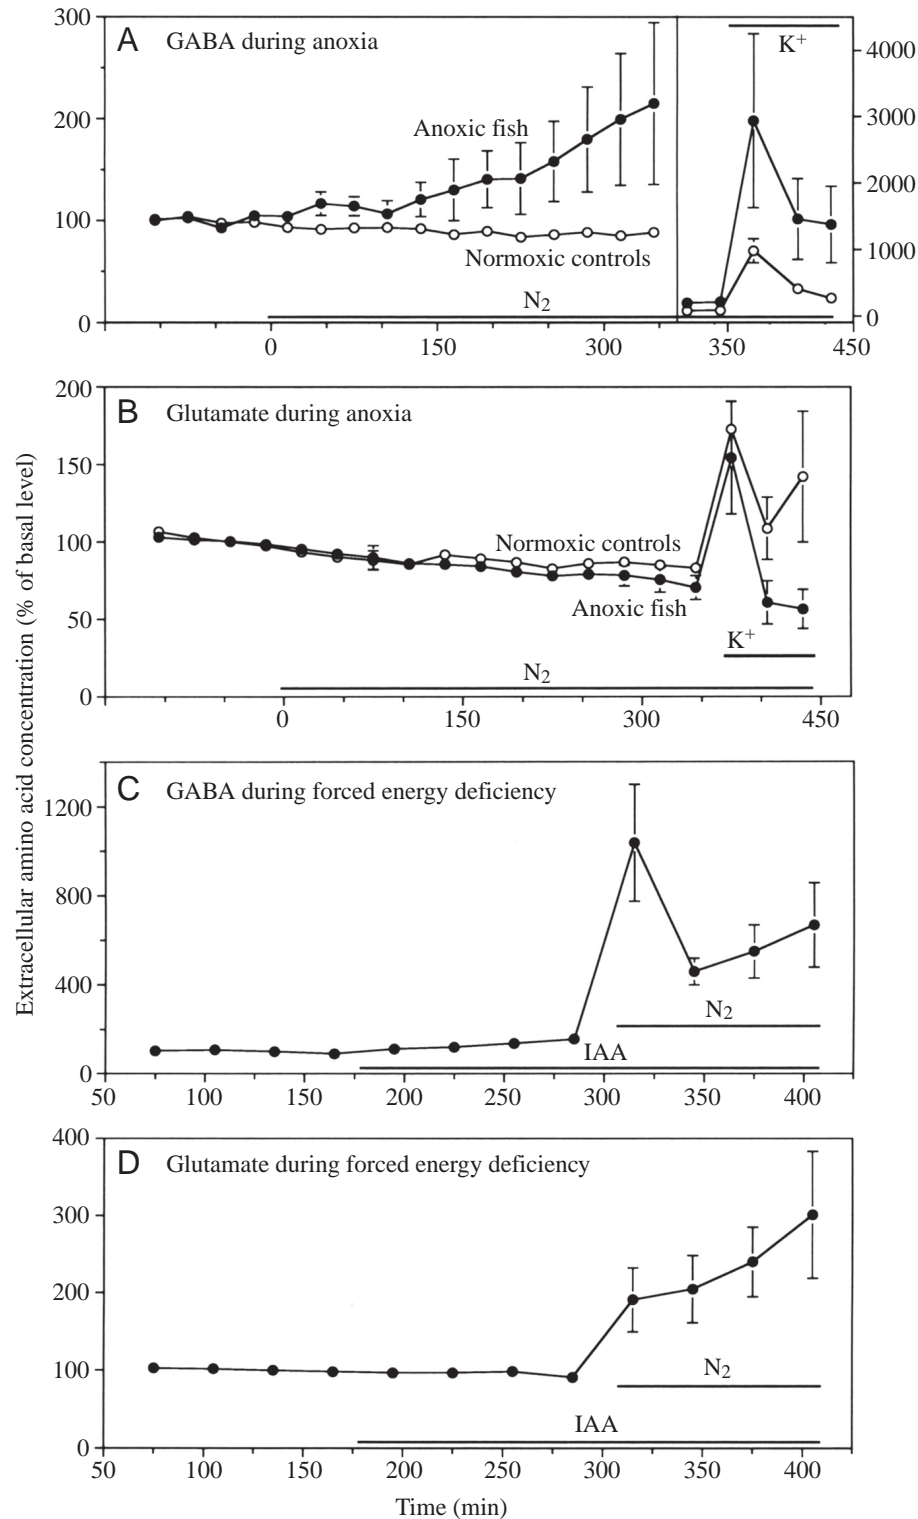 A GABA during anoxia
K+
Anoxic fish
Normoxic controls
N2
300
200
100
0
4000
3000
2000
1000
0
0 150 300 350 450
B Glutamate during anoxia
Normoxic controls
Anoxic fish
K+
N2
200
150
100
50
0
0 150 300 450
Extracellular amino acid concentration (% of basal level)
C GABA during forced energy deficiency
N2
IAA
1200
800
400
0
50 100 150 200 250 300 350 400
D Glutamate during forced energy deficiency
N2
IAA
400
300
200
100
0
50 100 150 200 250 300 350 400
Time (min)